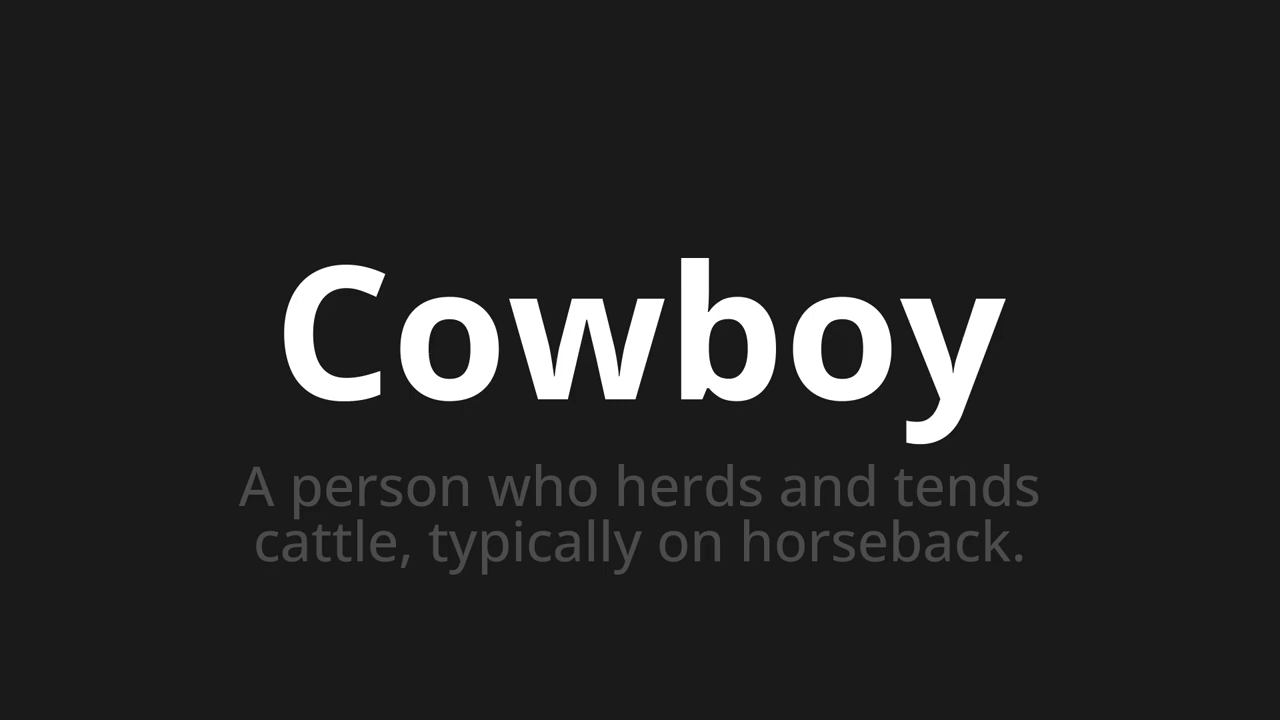 Cowboy
A person who herds and tends
cattle, typically on horseback.